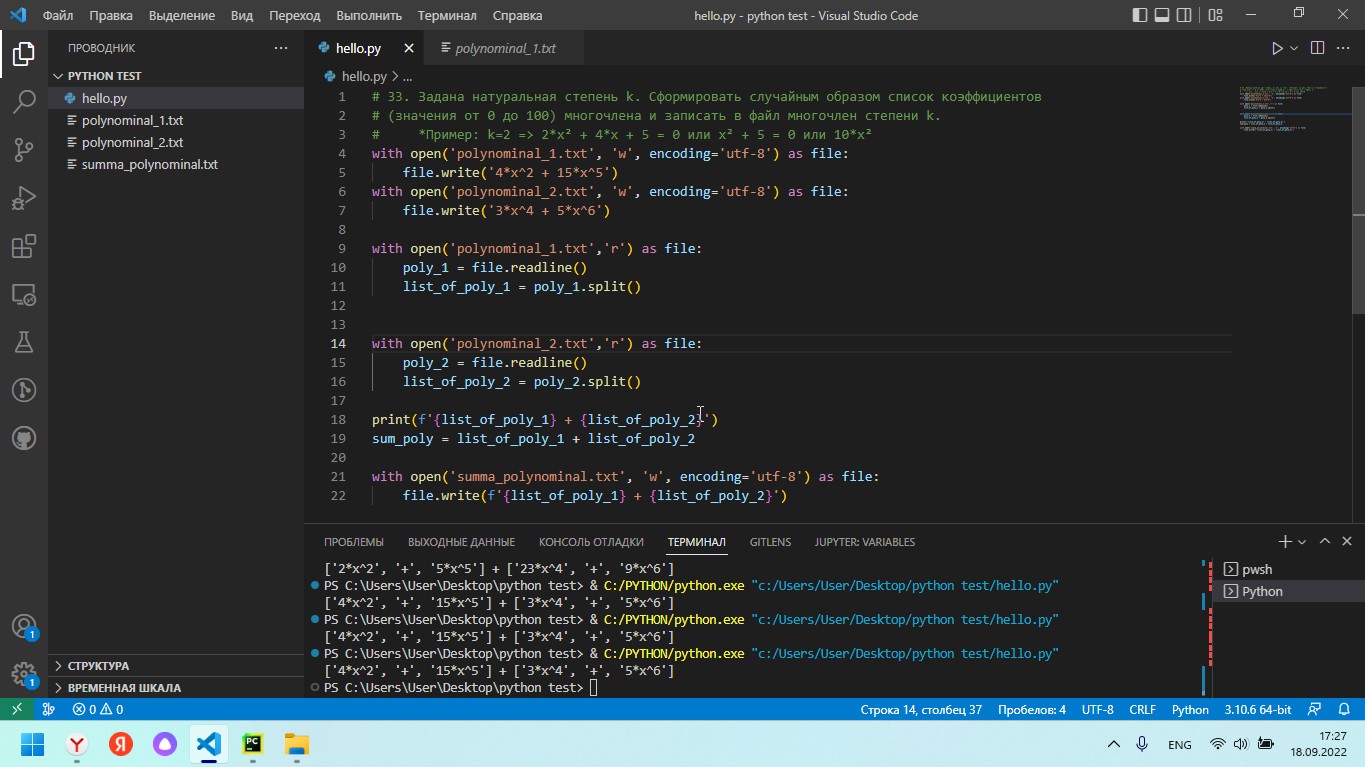 Файл Правка Выделение Вид Переход Выполнить Терминал Справка hello.py - python test - Visual Studio Code
ПРОВОДНИК
PYTHON TEST
hello.py
polynominal_1.txt
polynominal_2.txt
summa_polynominal.txt
СТРУКТУРА
ВРЕМЕННАЯ ШКАЛА
1
1
hello.py polynominal_1.txt
hello.py > ...
1 # 33. Задана натуральная степень k. Сформировать случайным образом список коэффициентов
2 # (значения от 0 до 100) многочлена и записать в файл многочлен степени k.
3 #     *Пример: k=2 => 2*x² + 4*x + 5 = 0 или x² + 5 = 0 или 10*x²
4 with open('polynominal_1.txt', 'w', encoding='utf-8') as file:
5     file.write('4*x^2 + 15*x^5')
6 with open('polynominal_2.txt', 'w', encoding='utf-8') as file:
7     file.write('3*x^4 + 5*x^6')
8
9 with open('polynominal_1.txt','r') as file:
10     poly_1 = file.readline()
11     list_of_poly_1 = poly_1.split()
12
13
14 with open('polynominal_2.txt','r') as file:
15     poly_2 = file.readline()
16     list_of_poly_2 = poly_2.split()
17
18 print(f'{list_of_poly_1} + {list_of_poly_2}')
19 sum_poly = list_of_poly_1 + list_of_poly_2
20
21 with open('summa_polynominal.txt', 'w', encoding='utf-8') as file:
22     file.write(f'{list_of_poly_1} + {list_of_poly_2}')
ПРОБЛЕМЫ ВЫХОДНЫЕ ДАННЫЕ КОНСОЛЬ ОТЛАДКИ ТЕРМИНАЛ GITLENS JUPYTER: VARIABLES
['2*x^2', '+', '5*x^5'] + ['23*x^4', '+', '9*x^6']
PS C:\Users\User\Desktop\python test> & C:/PYTHON/python.exe "c:/Users/User/Desktop/python test/hello.py"
['4*x^2', '+', '15*x^5'] + ['3*x^4', '+', '5*x^6']
PS C:\Users\User\Desktop\python test> & C:/PYTHON/python.exe "c:/Users/User/Desktop/python test/hello.py"
['4*x^2', '+', '15*x^5'] + ['3*x^4', '+', '5*x^6']
PS C:\Users\User\Desktop\python test> & C:/PYTHON/python.exe "c:/Users/User/Desktop/python test/hello.py"
['4*x^2', '+', '15*x^5'] + ['3*x^4', '+', '5*x^6']
PS C:\Users\User\Desktop\python test>
pwsh
Python
0 0 Строка 14, столбец 37 Пробелов: 4 UTF-8 CRLF Python 3.10.6 64-bit
Y Я PC ENG 17:27
18.09.2022